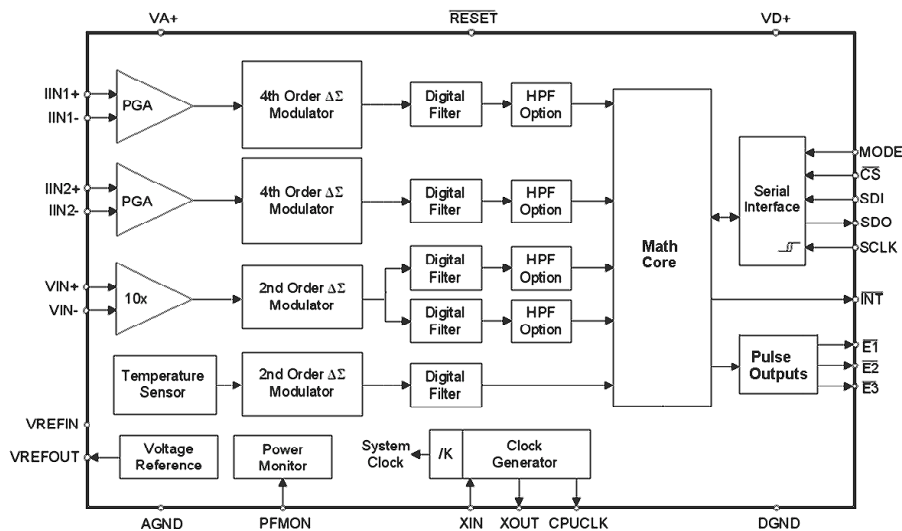 VA+
RESET
VD+
IIN1+
IIN1-
PGA
4th Order ΔΣ
Modulator
Digital
Filter
HPF
Option
IIN2+
IIN2-
PGA
4th Order ΔΣ
Modulator
Digital
Filter
HPF
Option
VIN+
VIN-
10x
2nd Order ΔΣ
Modulator
Digital
Filter
HPF
Option
Digital
Filter
HPF
Option
Temperature
Sensor
2nd Order ΔΣ
Modulator
Digital
Filter
Math
Core
Serial
Interface
MODE
CS
SDI
SDO
SCLK
INT
Pulse
Outputs
E1
E2
E3
VREFIN
VREFOUT
Voltage
Reference
Power
Monitor
System
Clock
/K
Clock
Generator
AGND
PFMON
XIN
XOUT
CPUCLK
DGND